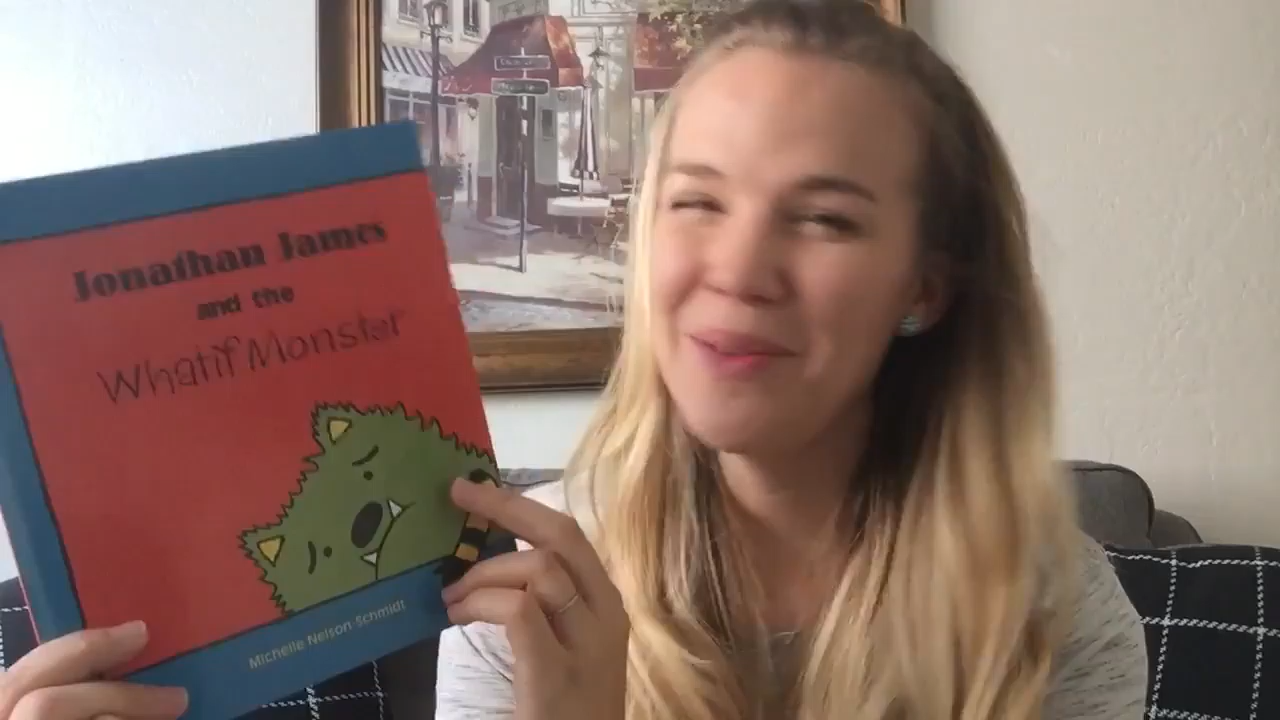 Jonathan James
and the
Whatif Monster
Michelle Nelson-Schmidt